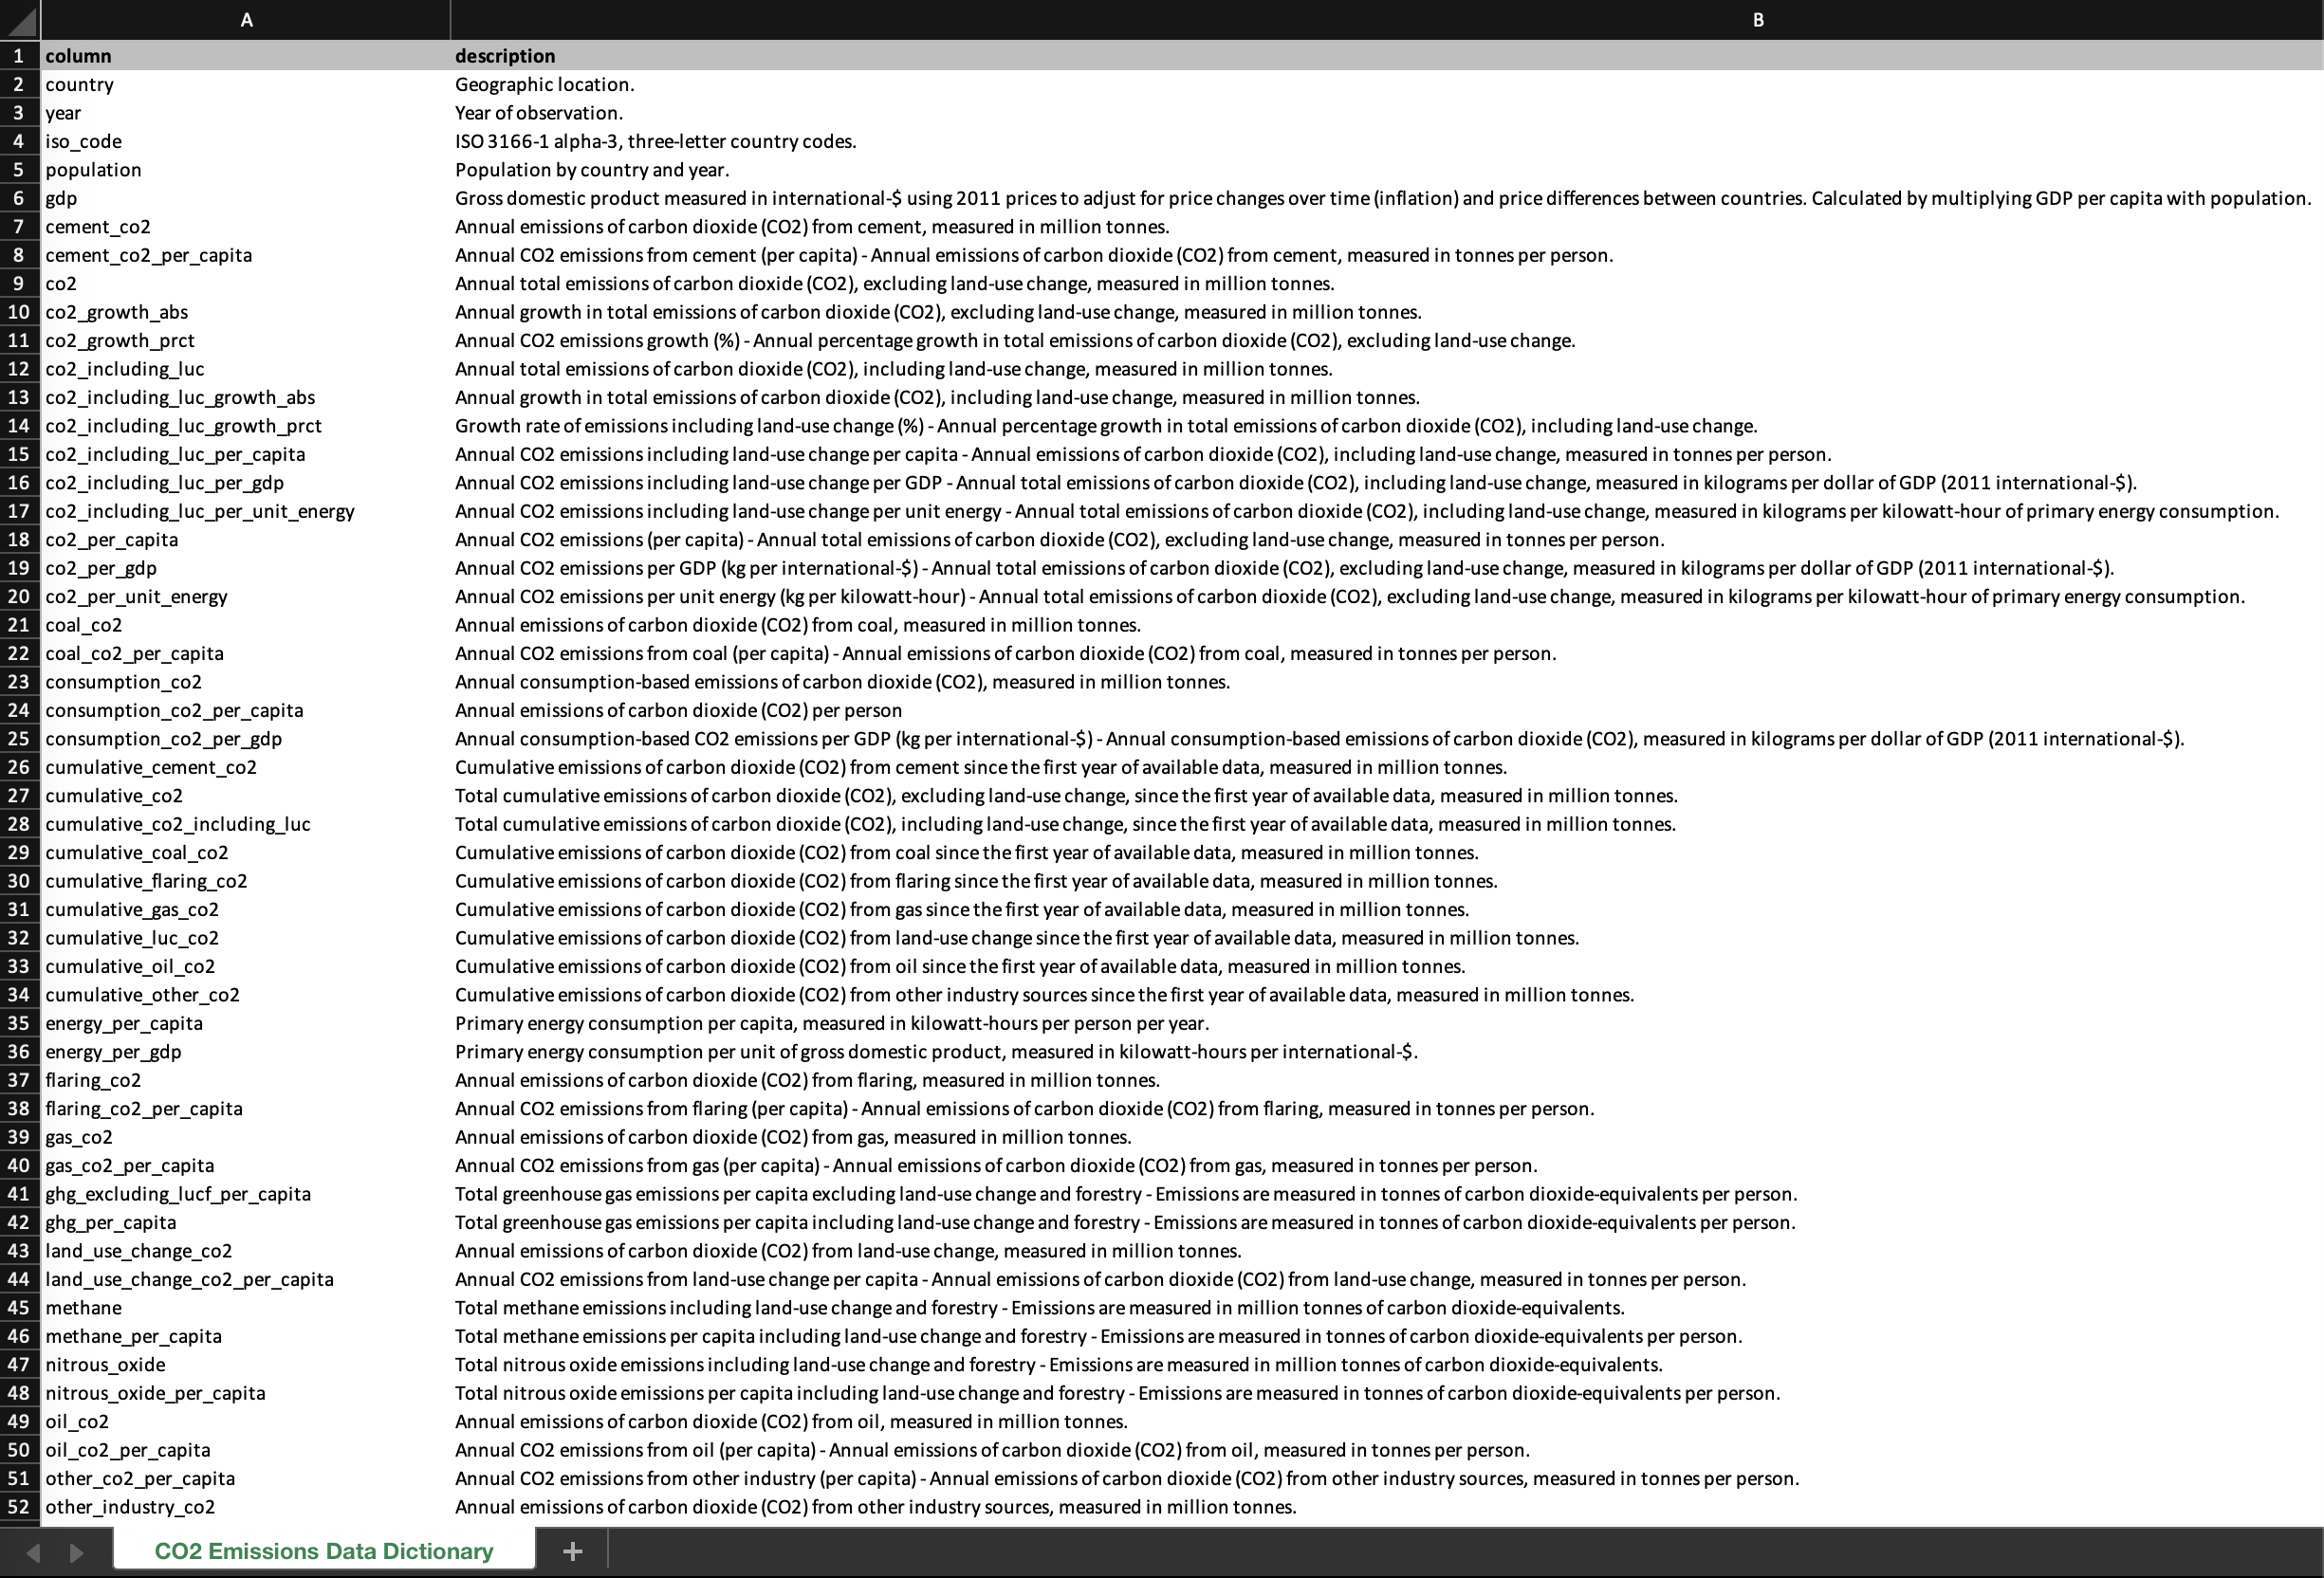 A B
1 column description
2 country Geographic location.
3 year Year of observation.
4 iso_code ISO 3166-1 alpha-3, three-letter country codes.
5 population Population by country and year.
6 gdp Gross domestic product measured in international-$ using 2011 prices to adjust for price changes over time (inflation) and price differences between countries. Calculated by multiplying GDP per capita with population.
7 cement_co2 Annual emissions of carbon dioxide (CO2) from cement, measured in million tonnes.
8 cement_co2_per_capita Annual CO2 emissions from cement (per capita) - Annual emissions of carbon dioxide (CO2) from cement, measured in tonnes per person.
9 co2 Annual total emissions of carbon dioxide (CO2), excluding land-use change, measured in million tonnes.
10 co2_growth_abs Annual growth in total emissions of carbon dioxide (CO2), excluding land-use change, measured in million tonnes.
11 co2_growth_prct Annual CO2 emissions growth (%) - Annual percentage growth in total emissions of carbon dioxide (CO2), excluding land-use change.
12 co2_including_luc Annual total emissions of carbon dioxide (CO2), including land-use change, measured in million tonnes.
13 co2_including_luc_growth_abs Annual growth in total emissions of carbon dioxide (CO2), including land-use change, measured in million tonnes.
14 co2_including_luc_growth_prct Growth rate of emissions including land-use change (%) - Annual percentage growth in total emissions of carbon dioxide (CO2), including land-use change.
15 co2_including_luc_per_capita Annual CO2 emissions including land-use change per capita - Annual emissions of carbon dioxide (CO2), including land-use change, measured in tonnes per person.
16 co2_including_luc_per_gdp Annual CO2 emissions including land-use change per GDP - Annual total emissions of carbon dioxide (CO2), including land-use change, measured in kilograms per dollar of GDP (2011 international-$).
17 co2_including_luc_per_unit_energy Annual CO2 emissions including land-use change per unit energy - Annual total emissions of carbon dioxide (CO2), including land-use change, measured in kilograms per kilowatt-hour of primary energy consumption.
18 co2_per_capita Annual CO2 emissions (per capita) - Annual total emissions of carbon dioxide (CO2), excluding land-use change, measured in tonnes per person.
19 co2_per_gdp Annual CO2 emissions per GDP (kg per international-$) - Annual total emissions of carbon dioxide (CO2), excluding land-use change, measured in kilograms per dollar of GDP (2011 international-$).
20 co2_per_unit_energy Annual CO2 emissions per unit energy (kg per kilowatt-hour) - Annual total emissions of carbon dioxide (CO2), excluding land-use change, measured in kilograms per kilowatt-hour of primary energy consumption.
21 coal_co2 Annual emissions of carbon dioxide (CO2) from coal, measured in million tonnes.
22 coal_co2_per_capita Annual CO2 emissions from coal (per capita) - Annual emissions of carbon dioxide (CO2) from coal, measured in tonnes per person.
23 consumption_co2 Annual consumption-based emissions of carbon dioxide (CO2), measured in million tonnes.
24 consumption_co2_per_capita Annual emissions of carbon dioxide (CO2) per person
25 consumption_co2_per_gdp Annual consumption-based CO2 emissions per GDP (kg per international-$) - Annual consumption-based emissions of carbon dioxide (CO2), measured in kilograms per dollar of GDP (2011 international-$).
26 cumulative_cement_co2 Cumulative emissions of carbon dioxide (CO2) from cement since the first year of available data, measured in million tonnes.
27 cumulative_co2 Total cumulative emissions of carbon dioxide (CO2), excluding land-use change, since the first year of available data, measured in million tonnes.
28 cumulative_co2_including_luc Total cumulative emissions of carbon dioxide (CO2), including land-use change, since the first year of available data, measured in million tonnes.
29 cumulative_coal_co2 Cumulative emissions of carbon dioxide (CO2) from coal since the first year of available data, measured in million tonnes.
30 cumulative_flaring_co2 Cumulative emissions of carbon dioxide (CO2) from flaring since the first year of available data, measured in million tonnes.
31 cumulative_gas_co2 Cumulative emissions of carbon dioxide (CO2) from gas since the first year of available data, measured in million tonnes.
32 cumulative_luc_co2 Cumulative emissions of carbon dioxide (CO2) from land-use change since the first year of available data, measured in million tonnes.
33 cumulative_oil_co2 Cumulative emissions of carbon dioxide (CO2) from oil since the first year of available data, measured in million tonnes.
34 cumulative_other_co2 Cumulative emissions of carbon dioxide (CO2) from other industry sources since the first year of available data, measured in million tonnes.
35 energy_per_capita Primary energy consumption per capita, measured in kilowatt-hours per person per year.
36 energy_per_gdp Primary energy consumption per unit of gross domestic product, measured in kilowatt-hours per international-$.
37 flaring_co2 Annual emissions of carbon dioxide (CO2) from flaring, measured in million tonnes.
38 flaring_co2_per_capita Annual CO2 emissions from flaring (per capita) - Annual emissions of carbon dioxide (CO2) from flaring, measured in tonnes per person.
39 gas_co2 Annual emissions of carbon dioxide (CO2) from gas, measured in million tonnes.
40 gas_co2_per_capita Annual CO2 emissions from gas (per capita) - Annual emissions of carbon dioxide (CO2) from gas, measured in tonnes per person.
41 ghg_excluding_lucf_per_capita Total greenhouse gas emissions per capita excluding land-use change and forestry - Emissions are measured in tonnes of carbon dioxide-equivalents per person.
42 ghg_per_capita Total greenhouse gas emissions per capita including land-use change and forestry - Emissions are measured in tonnes of carbon dioxide-equivalents per person.
43 land_use_change_co2 Annual emissions of carbon dioxide (CO2) from land-use change, measured in million tonnes.
44 land_use_change_co2_per_capita Annual CO2 emissions from land-use change per capita - Annual emissions of carbon dioxide (CO2) from land-use change, measured in tonnes per person.
45 methane Total methane emissions including land-use change and forestry - Emissions are measured in million tonnes of carbon dioxide-equivalents.
46 methane_per_capita Total methane emissions per capita including land-use change and forestry - Emissions are measured in tonnes of carbon dioxide-equivalents per person.
47 nitrous_oxide Total nitrous oxide emissions including land-use change and forestry - Emissions are measured in million tonnes of carbon dioxide-equivalents.
48 nitrous_oxide_per_capita Total nitrous oxide emissions per capita including land-use change and forestry - Emissions are measured in tonnes of carbon dioxide-equivalents per person.
49 oil_co2 Annual emissions of carbon dioxide (CO2) from oil, measured in million tonnes.
50 oil_co2_per_capita Annual CO2 emissions from oil (per capita) - Annual emissions of carbon dioxide (CO2) from oil, measured in tonnes per person.
51 other_co2_per_capita Annual CO2 emissions from other industry (per capita) - Annual emissions of carbon dioxide (CO2) from other industry sources, measured in tonnes per person.
52 other_industry_co2 Annual emissions of carbon dioxide (CO2) from other industry sources, measured in million tonnes.
CO2 Emissions Data Dictionary +